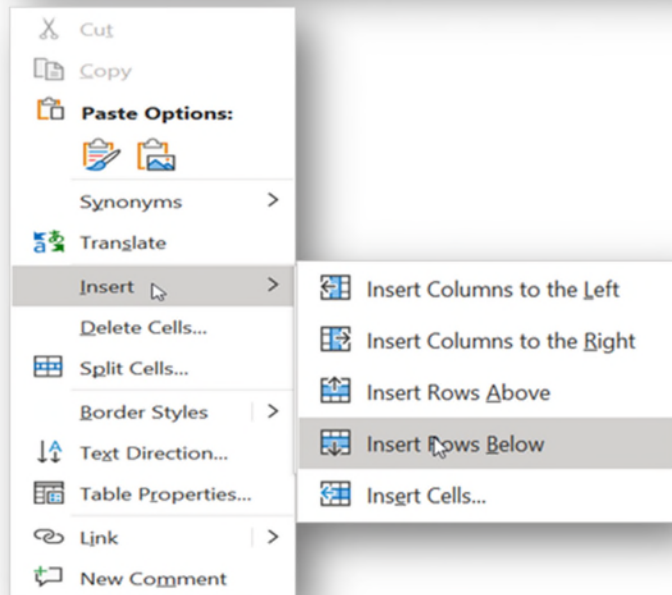 Cut
Copy
Paste Options:
Synonyms
Translate
Insert
Delete Cells...
Split Cells...
Border Styles
Text Direction...
Table Properties...
Link
New Comment
Insert Columns to the Left
Insert Columns to the Right
Insert Rows Above
Insert Rows Below
Insert Cells...